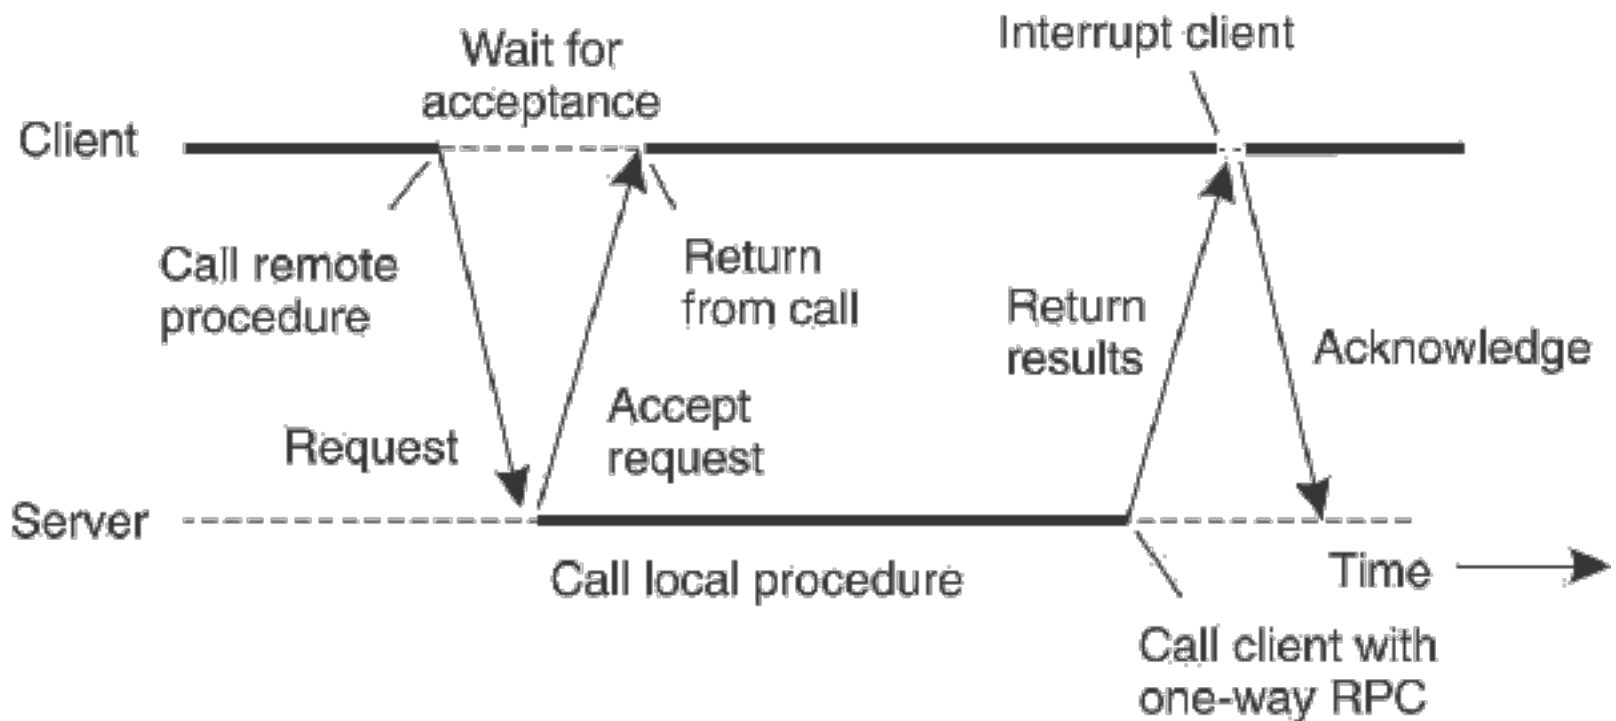 Wait for
acceptance
Interrupt client
Client
Call remote
procedure
Return
from call
Return
results
Acknowledge
Request
Accept
request
Server
Call local procedure
Time
Call client with
one-way RPC